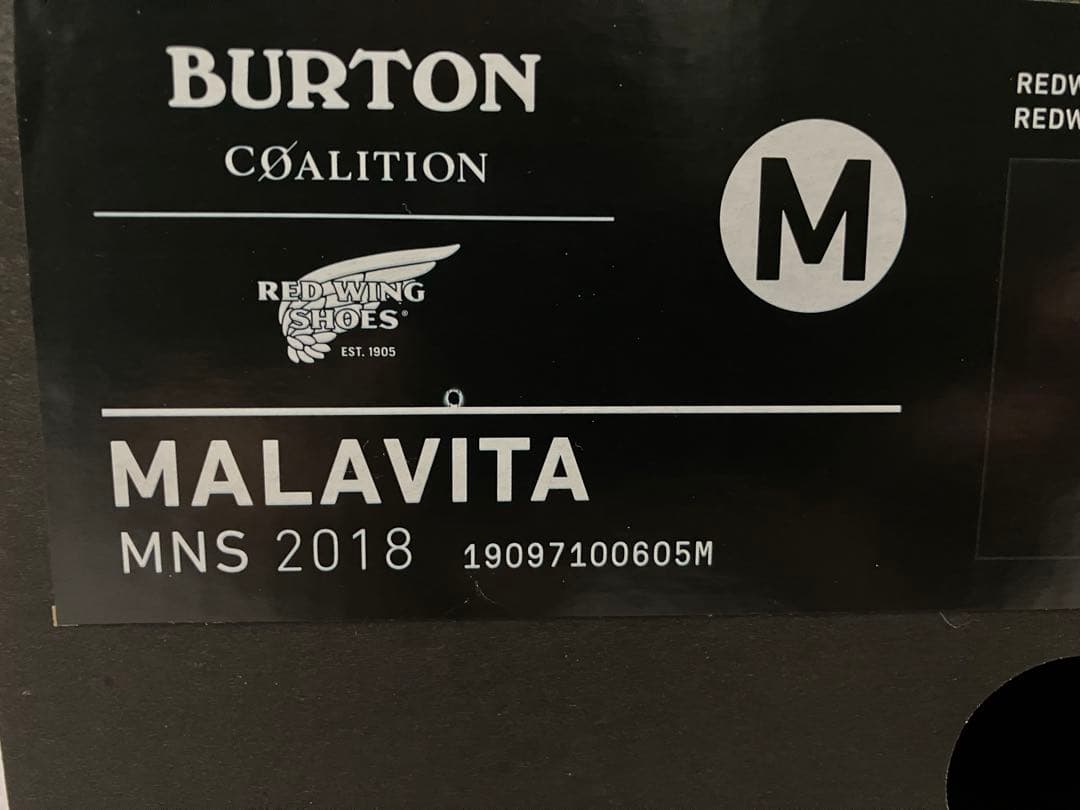 BURTON
CØALITION
RED WING
SHOES®
EST. 1905
MALAVITA
MNS 2018 19097100605M
M
REDW
REDW